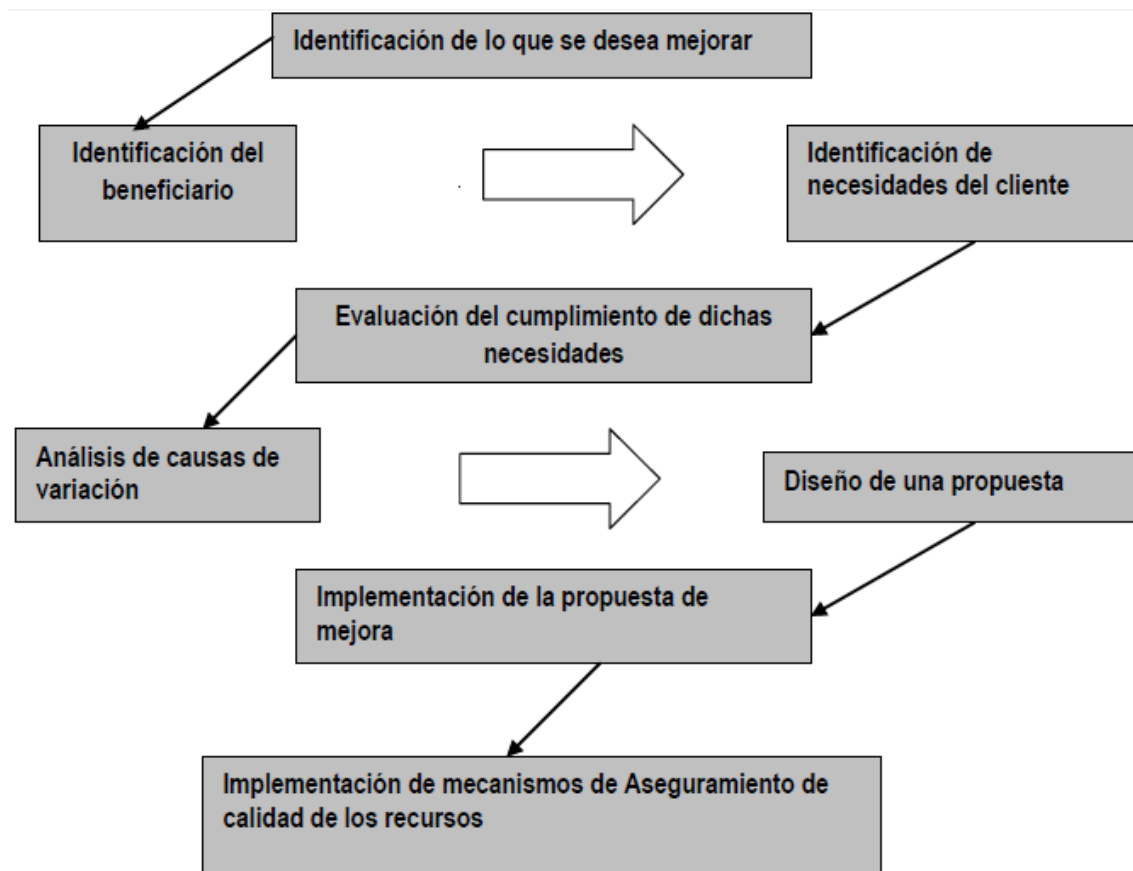 Identificación de lo que se desea mejorar
Identificación del
beneficiario
Identificación de
necesidades del cliente
Evaluación del cumplimiento de dichas
necesidades
Análisis de causas de
variación
Diseño de una propuesta
Implementación de la propuesta de
mejora
Implementación de mecanismos de Aseguramiento de
calidad de los recursos